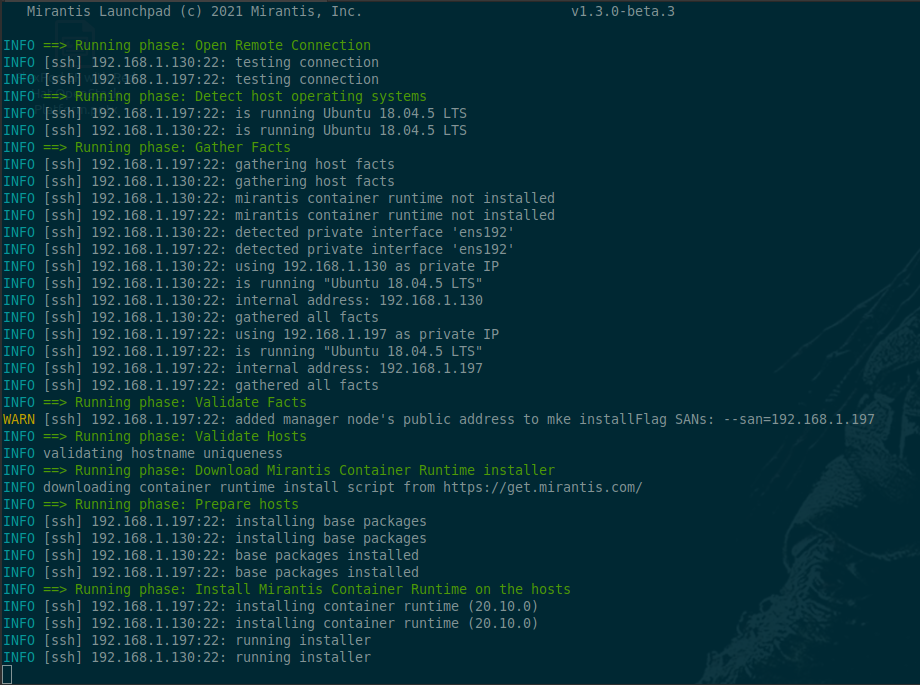 Mirantis Launchpad (c) 2021 Mirantis, Inc. v1.3.0-beta.3
INFO ==> Running phase: Open Remote Connection
INFO [ssh] 192.168.1.130:22: testing connection
INFO [ssh] 192.168.1.197:22: testing connection
INFO ==> Running phase: Detect host operating systems
INFO [ssh] 192.168.1.197:22: is running Ubuntu 18.04.5 LTS
INFO [ssh] 192.168.1.130:22: is running Ubuntu 18.04.5 LTS
INFO ==> Running phase: Gather Facts
INFO [ssh] 192.168.1.197:22: gathering host facts
INFO [ssh] 192.168.1.130:22: gathering host facts
INFO [ssh] 192.168.1.130:22: mirantis container runtime not installed
INFO [ssh] 192.168.1.197:22: mirantis container runtime not installed
INFO [ssh] 192.168.1.130:22: detected private interface 'ens192'
INFO [ssh] 192.168.1.197:22: detected private interface 'ens192'
INFO [ssh] 192.168.1.130:22: using 192.168.1.130 as private IP
INFO [ssh] 192.168.1.130:22: is running "Ubuntu 18.04.5 LTS"
INFO [ssh] 192.168.1.130:22: internal address: 192.168.1.130
INFO [ssh] 192.168.1.130:22: gathered all facts
INFO [ssh] 192.168.1.197:22: using 192.168.1.197 as private IP
INFO [ssh] 192.168.1.197:22: is running "Ubuntu 18.04.5 LTS"
INFO [ssh] 192.168.1.197:22: internal address: 192.168.1.197
INFO [ssh] 192.168.1.197:22: gathered all facts
INFO ==> Running phase: Validate Facts
WARN [ssh] 192.168.1.197:22: added manager node's public address to mke installFlag SANs: --san=192.168.1.197
INFO ==> Running phase: Validate Hosts
INFO validating hostname uniqueness
INFO ==> Running phase: Download Mirantis Container Runtime installer
INFO downloading container runtime install script from https://get.mirantis.com/
INFO ==> Running phase: Prepare hosts
INFO [ssh] 192.168.1.197:22: installing base packages
INFO [ssh] 192.168.1.130:22: installing base packages
INFO [ssh] 192.168.1.130:22: base packages installed
INFO [ssh] 192.168.1.197:22: base packages installed
INFO ==> Running phase: Install Mirantis Container Runtime on the hosts
INFO [ssh] 192.168.1.197:22: installing container runtime (20.10.0)
INFO [ssh] 192.168.1.130:22: installing container runtime (20.10.0)
INFO [ssh] 192.168.1.197:22: running installer
INFO [ssh] 192.168.1.130:22: running installer